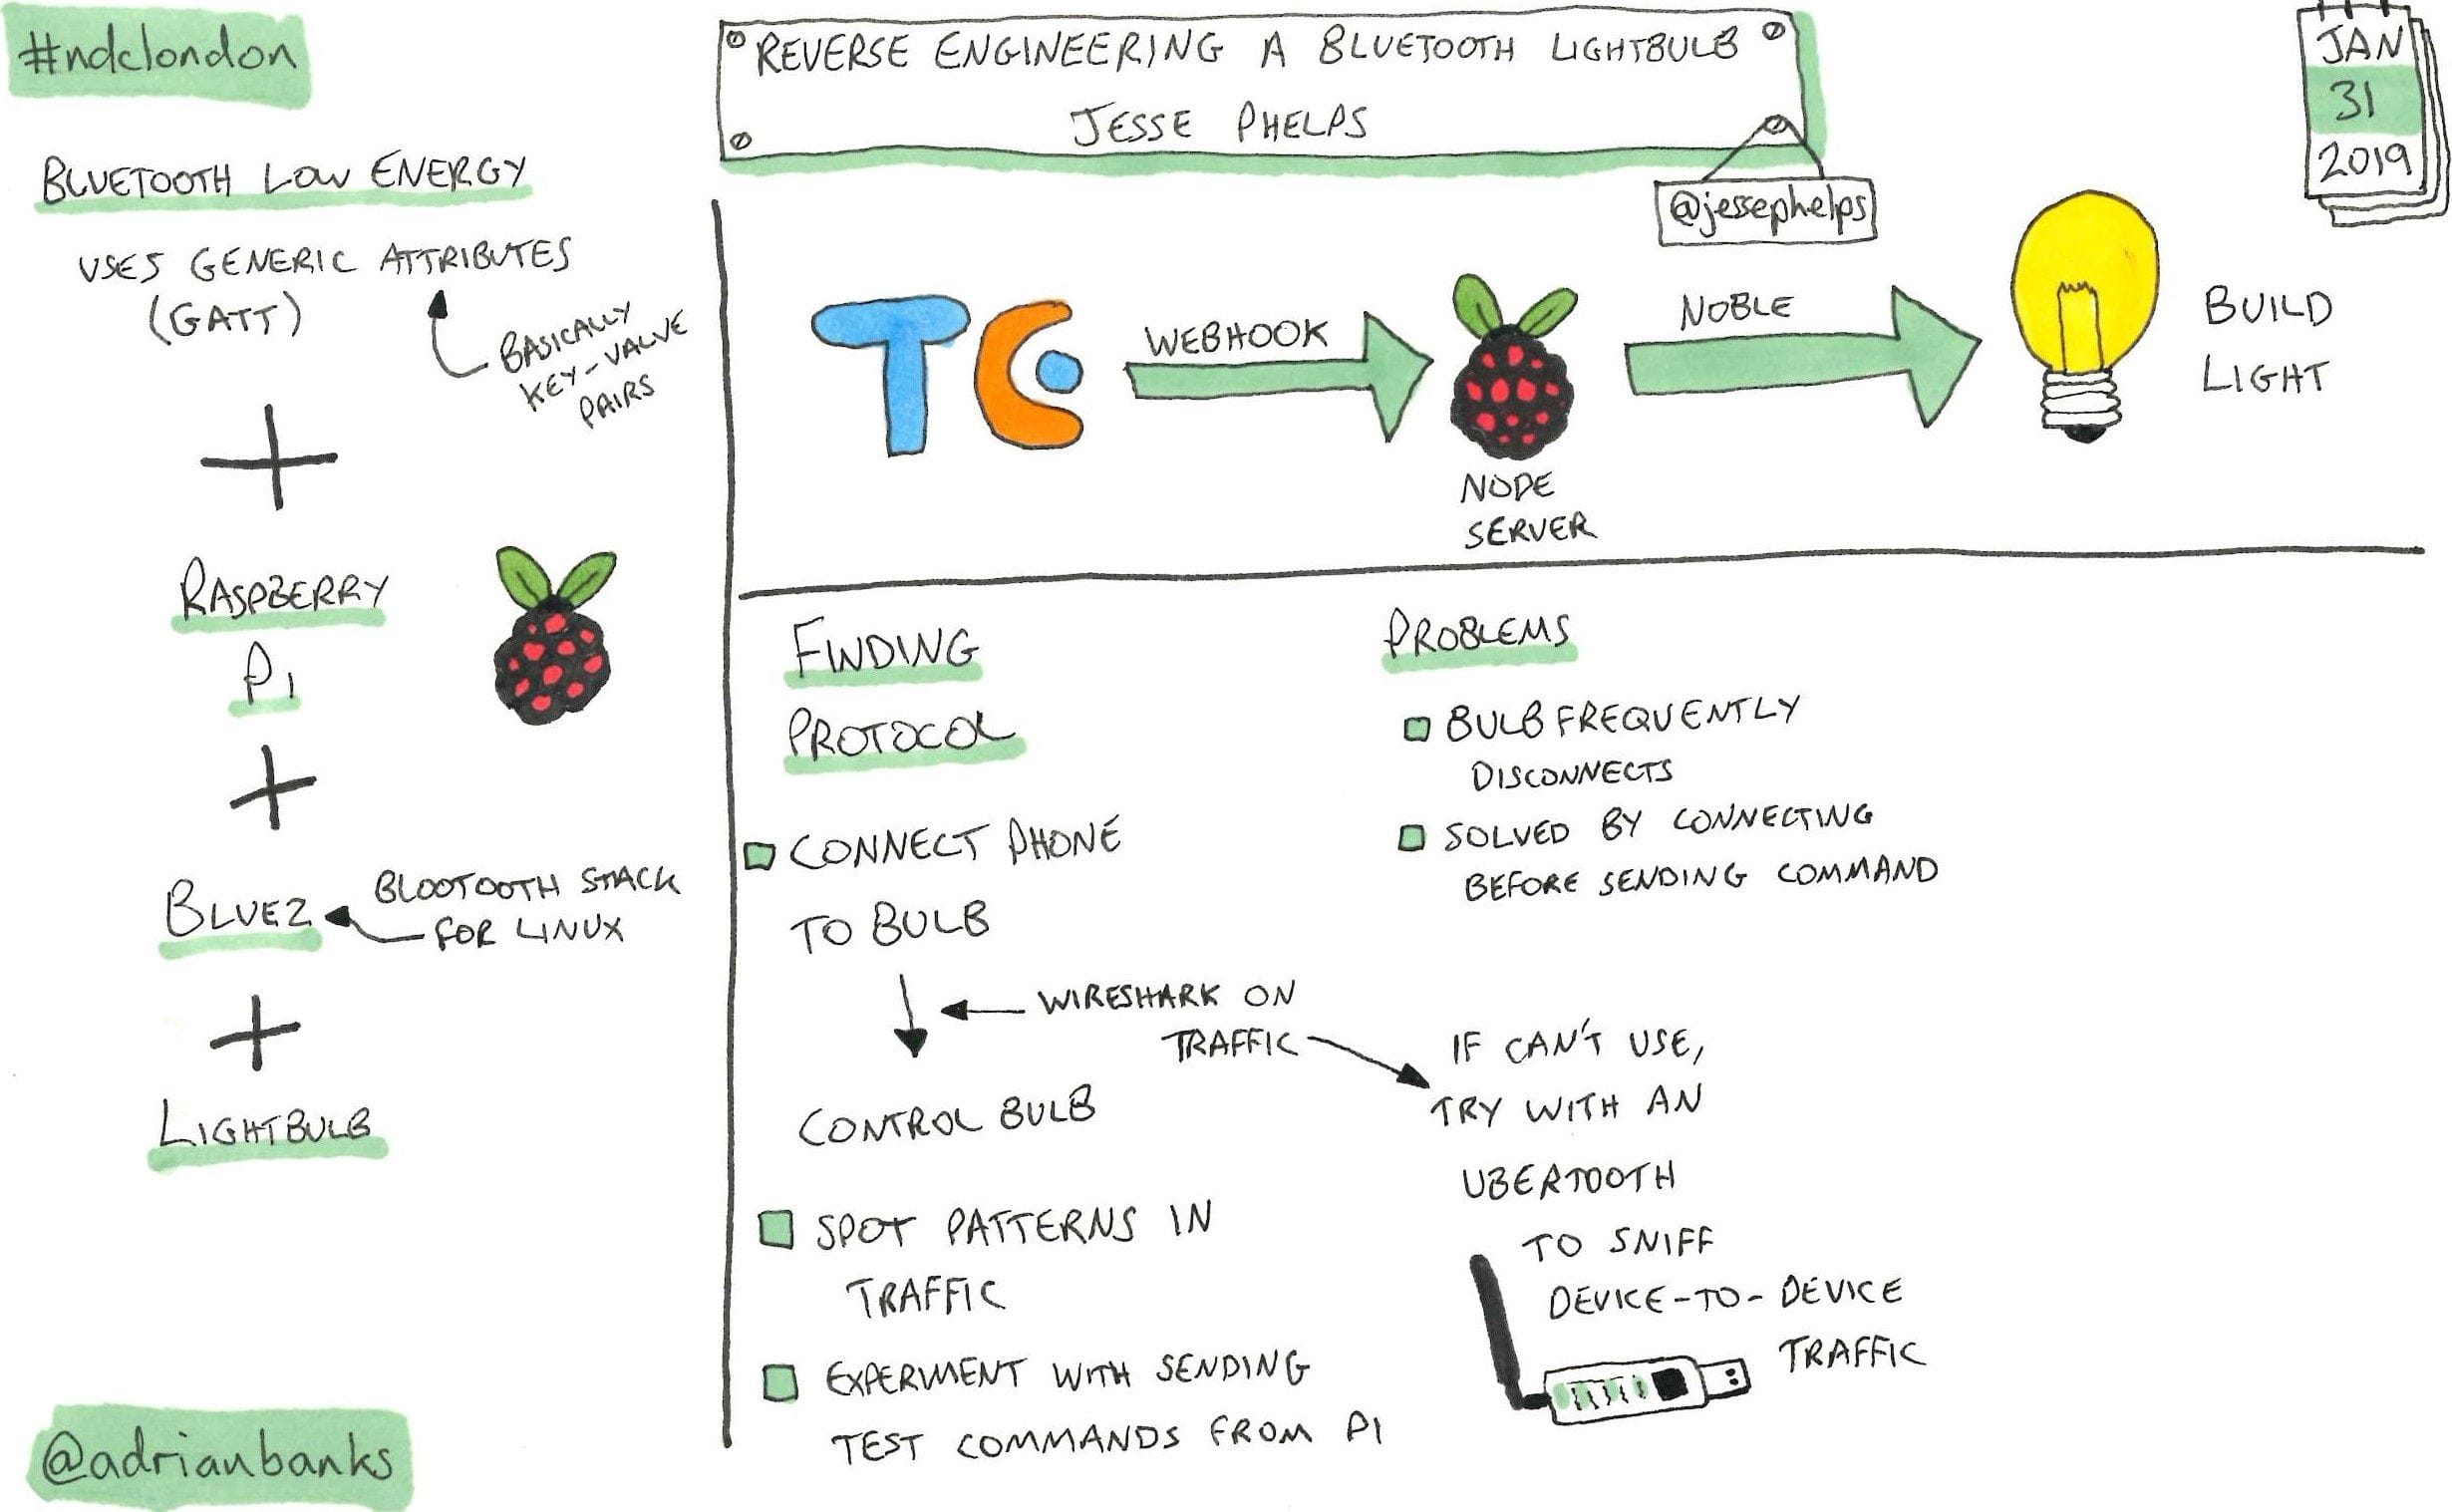 #ndclondon
REVERSE ENGINEERING A BLUETOOTH LIGHTBULB
JESSE PHELPS
@jessephelps
JAN
31
2019
BLUETOOTH LOW ENERGY
USES GENERIC ATTRIBUTES
(GATT)
BASICALLY
KEY-VALUE
PAIRS
+
RASPBERRY
PI
+
BLUEZ
BLOOTOOTH STACK
FOR LINUX
+
LIGHTBULB
@adrianbanks
TC
WEBHOOK
NODE
SERVER
NOBLE
BUILD
LIGHT
FINDING
PROTOCOL
CONNECT PHONE
TO BULB
WIRESHARK ON
TRAFFIC
CONTROL BULB
SPOT PATTERNS IN
TRAFFIC
EXPERIMENT WITH SENDING
TEST COMMANDS FROM PI
PROBLEMS
BULB FREQUENTLY
DISCONNECTS
SOLVED BY CONNECTING
BEFORE SENDING COMMAND
IF CAN'T USE,
TRY WITH AN
UBERTOOTH
TO SNIFF
DEVICE-TO-DEVICE
TRAFFIC